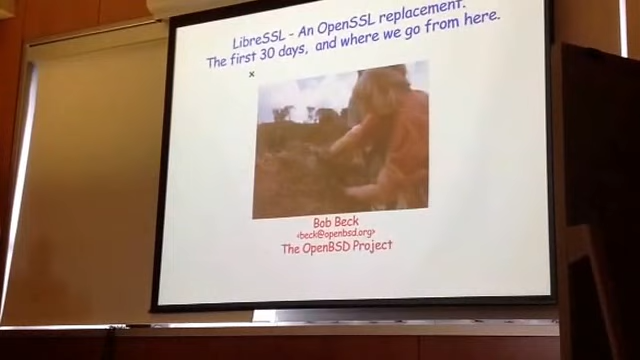 LibreSSL - An OpenSSL replacement.
The first 30 days, and where we go from here.
Bob Beck
<beck@openbsd.org>
The OpenBSD Project